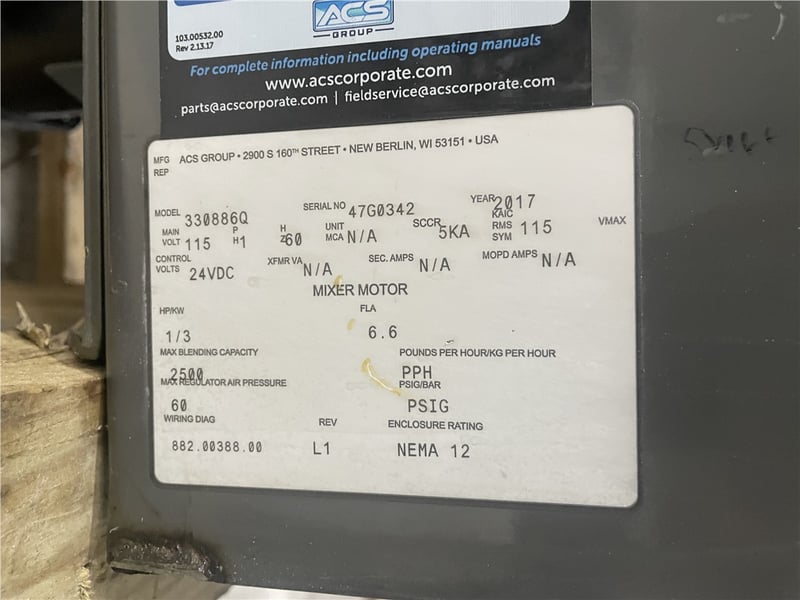 ACS
GROUP
103.00532.00
Rev 2.13.17
For complete information including operating manuals
www.acscorporate.com
parts@acscorporate.com | fieldservice@acscorporate.com
MFG ACS GROUP • 2900 S 160TH STREET • NEW BERLIN, WI 53151 • USA
REP
MODEL 330886Q SERIAL NO 47G0342 YEAR 2017
MAIN VOLT 115 PH 1 HZ 60 UNIT MCA N/A SCCR 5KA KAIC RMS SYM 115 VMAX
CONTROL VOLTS 24VDC XFMR VA N/A SEC. AMPS N/A MOPD AMPS N/A
MIXER MOTOR
HP/KW FLA
1/3 6.6
MAX BLENDING CAPACITY POUNDS PER HOUR/KG PER HOUR
2500 PPH
MAX REGULATOR AIR PRESSURE PSIG/BAR
60 PSIG
WIRING DIAG REV ENCLOSURE RATING
882.00388.00 L1 NEMA 12